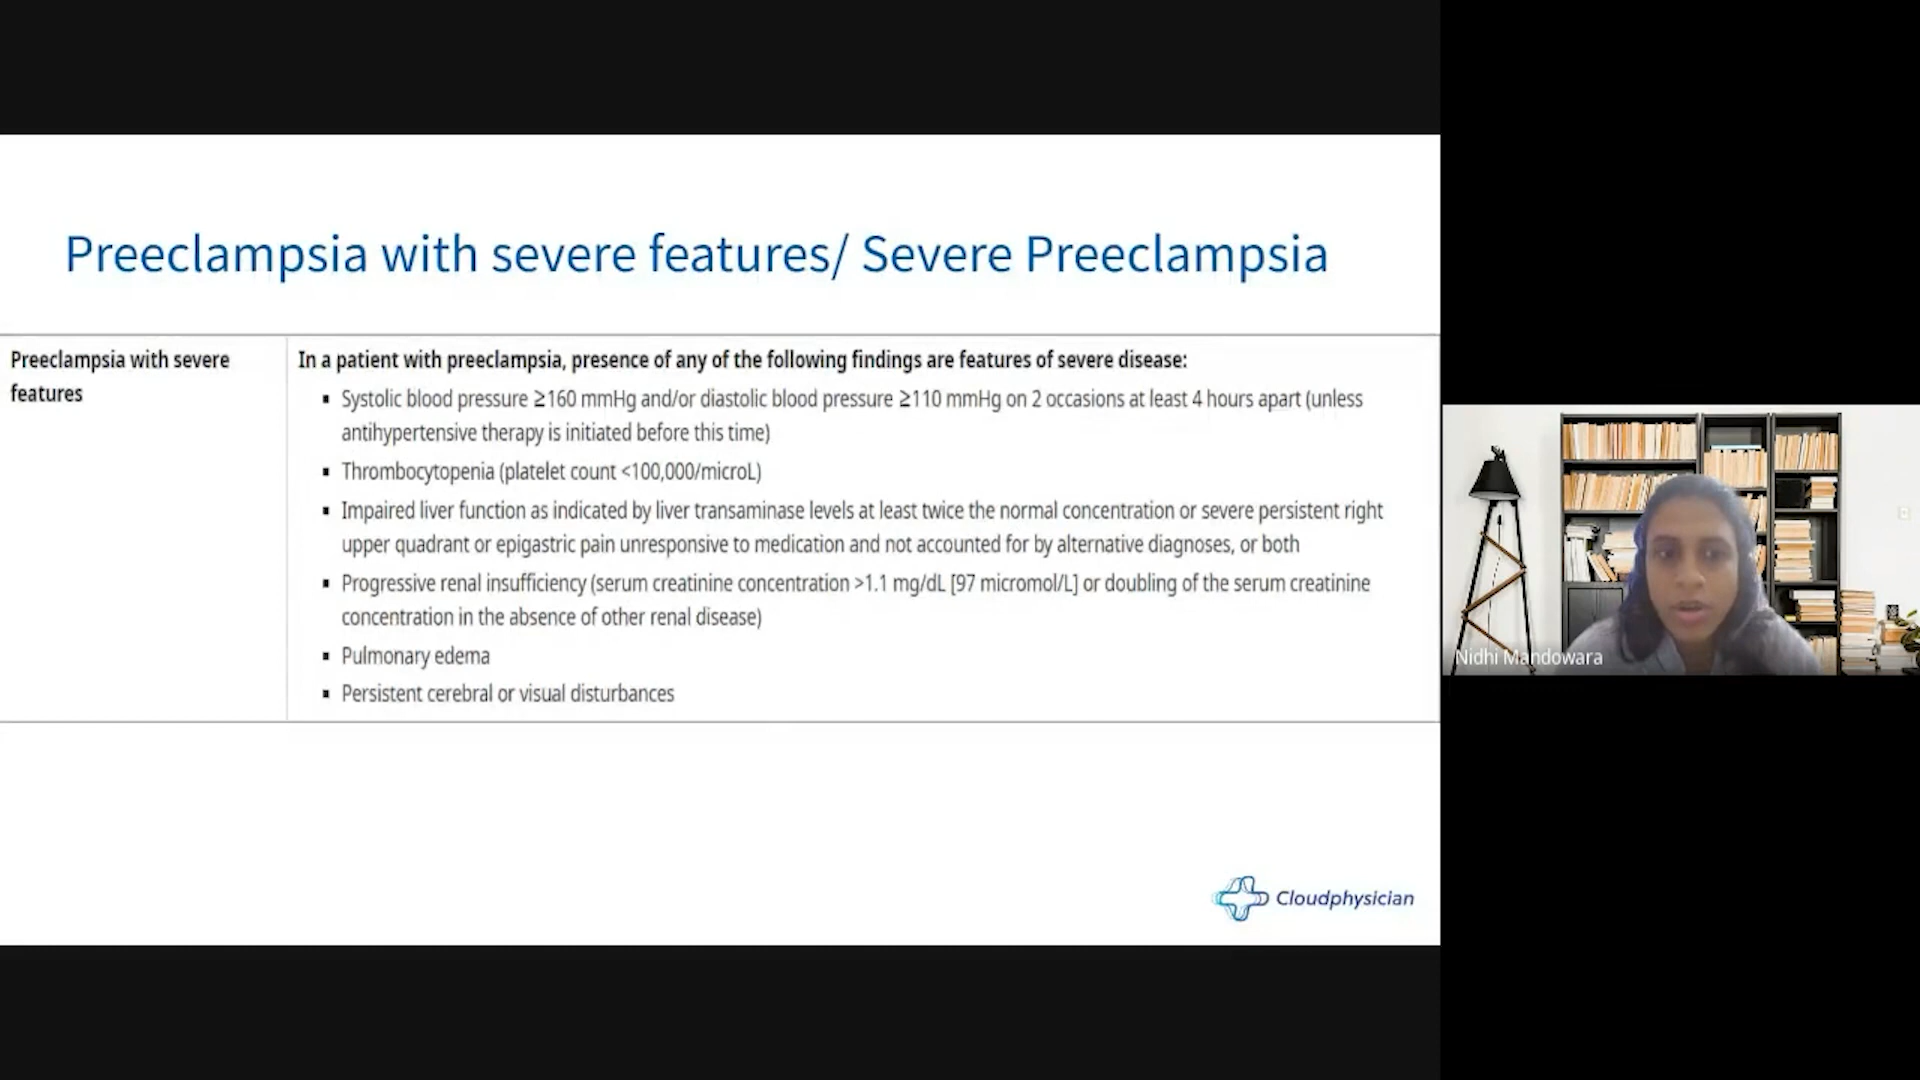 Preeclampsia with severe features/ Severe Preeclampsia
Preeclampsia with severe
features
In a patient with preeclampsia, presence of any of the following findings are features of severe disease:
▪ Systolic blood pressure ≥160 mmHg and/or diastolic blood pressure ≥110 mmHg on 2 occasions at least 4 hours apart (unless
antihypertensive therapy is initiated before this time)
▪ Thrombocytopenia (platelet count <100,000/microL)
▪ Impaired liver function as indicated by liver transaminase levels at least twice the normal concentration or severe persistent right
upper quadrant or epigastric pain unresponsive to medication and not accounted for by alternative diagnoses, or both
▪ Progressive renal insufficiency (serum creatinine concentration >1.1 mg/dL [97 micromol/L] or doubling of the serum creatinine
concentration in the absence of other renal disease)
▪ Pulmonary edema
▪ Persistent cerebral or visual disturbances
Nidhi Mandowara
Cloudphysician